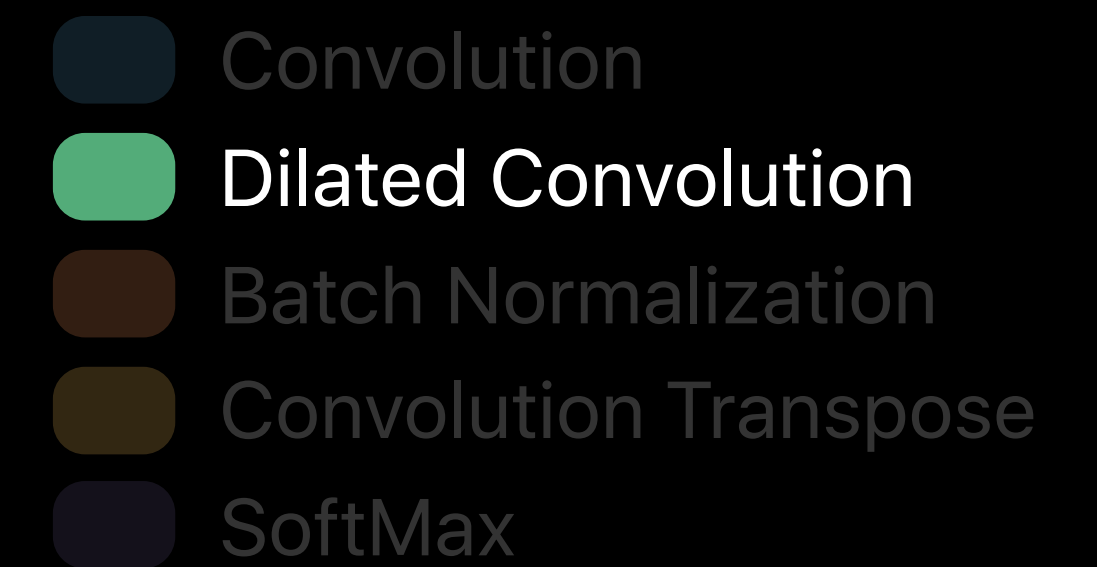 Convolution
Dilated Convolution
Batch Normalization
Convolution Transpose
SoftMax